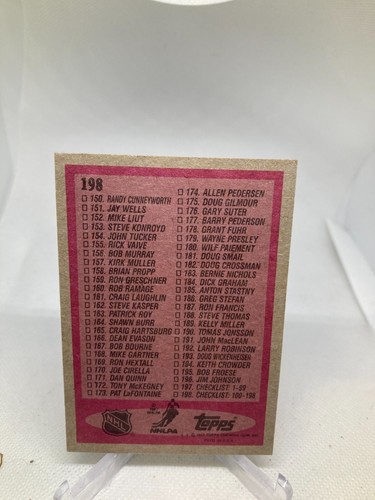 198
150. RANDY CUNNEYWORTH
151. JAY WELLS
152. MIKE LIUT
153. STEVE KONROYD
154. JOHN TUCKER
155. RICK VAIVE
156. BOB MURRAY
157. KIRK MULLER
158. BRIAN PROPP
159. RON GRESCHNER
160. ROB RAMAGE
161. CRAIG LAUGHLIN
162. STEVE KASPER
163. PATRICK ROY
164. SHAWN BURR
165. CRAIG HARTSBURG
166. DEAN EVASON
167. BOB BOURNE
168. MIKE GARTNER
169. RON HEXTALL
170. JOE CIRELLA
171. DAN QUINN
172. TONY McKEGNEY
173. PAT LaFONTAINE
174. ALLEN PEDERSEN
175. DOUG GILMOUR
176. GARY SUTER
177. BARRY PEDERSON
178. GRANT FUHR
179. WAYNE PRESLEY
180. WILF PAIEMENT
181. DOUG SMAIL
182. DOUG CROSSMAN
183. BERNIE NICHOLS
184. DICK GRAHAM
185. ANTON STASTNY
186. GREG STEFAN
187. RON FRANCIS
188. STEVE THOMAS
189. KELLY MILLER
190. TOMAS JONSSON
191. JOHN MacLEAN
192. LARRY ROBINSON
193. DOUG WICKENHEISER
194. KEITH CROWDER
195. BOB FROESE
196. JIM JOHNSON
197. CHECKLIST: 1-99
198. CHECKLIST: 100-198
NHL
NHLPA
Topps